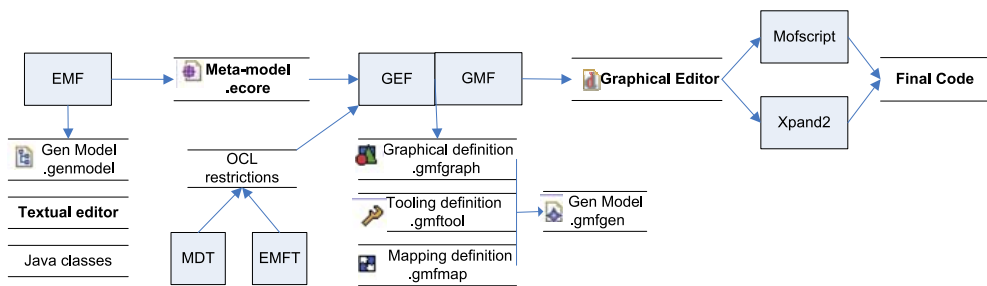 EMF
Meta-model
.ecore
GEF
GMF
Graphical Editor
Mofscript
Xpand2
Final Code
Gen Model
.genmodel
Textual editor
Java classes
OCL
restrictions
MDT
EMFT
Graphical definition
.gmfgraph
Tooling definition
.gmftool
Mapping definition
.gmfmap
Gen Model
.gmfgen